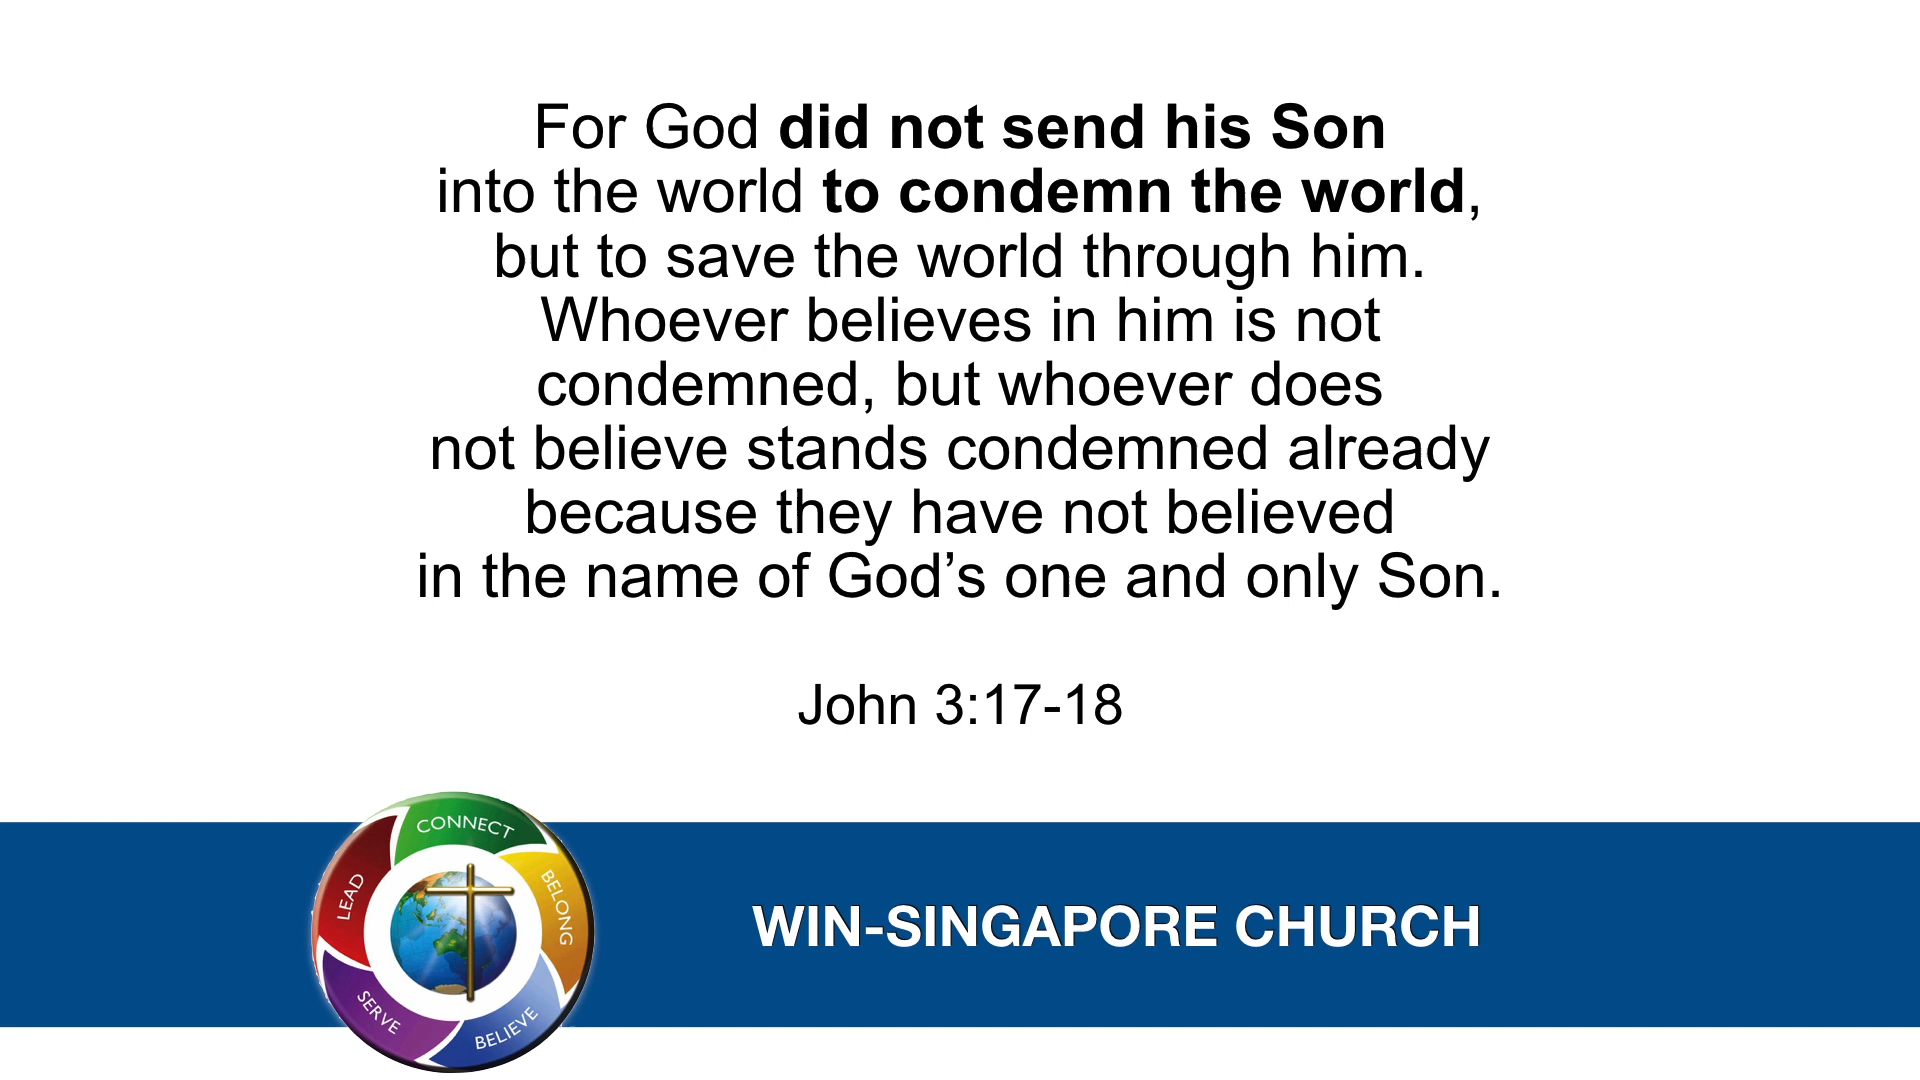 For God did not send his Son
into the world to condemn the world,
but to save the world through him.
Whoever believes in him is not
condemned, but whoever does
not believe stands condemned already
because they have not believed
in the name of God’s one and only Son.
John 3:17-18
CONNECT
BELONG
BELIEVE
SERVE
LEAD
WIN-SINGAPORE CHURCH